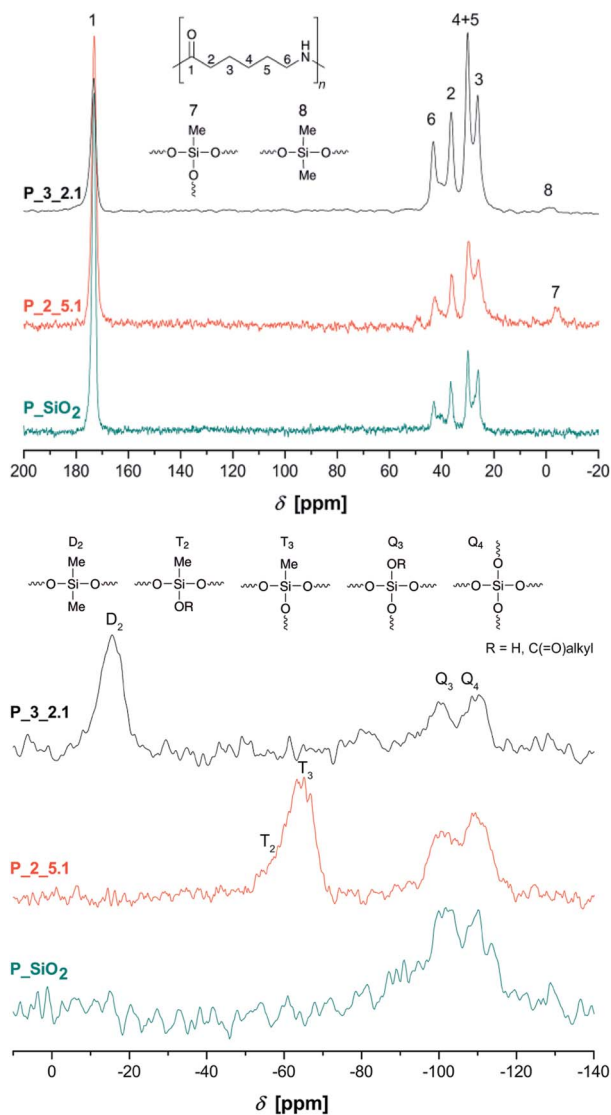 1
4+5
2
3
6
8
O
H
N
1
2
3
4
5
6
n
7
8
Me
O Si O
O
Me
O Si O
Me
P_3_2.1
P_2_5.1
7
P_SiO2
200 180 160 140 120 100 80 60 40 20 0 -20
δ [ppm]
D2 T2 T3 Q3 Q4
Me
O Si O
Me
Me
O Si O
OR
Me
O Si O
O
OR
O Si O
O
O
O Si O
O
R = H, C(=O)alkyl
D2
P_3_2.1
Q3 Q4
T3
T2
P_2_5.1
P_SiO2
0 -20 -40 -60 -80 -100 -120 -140
δ [ppm]